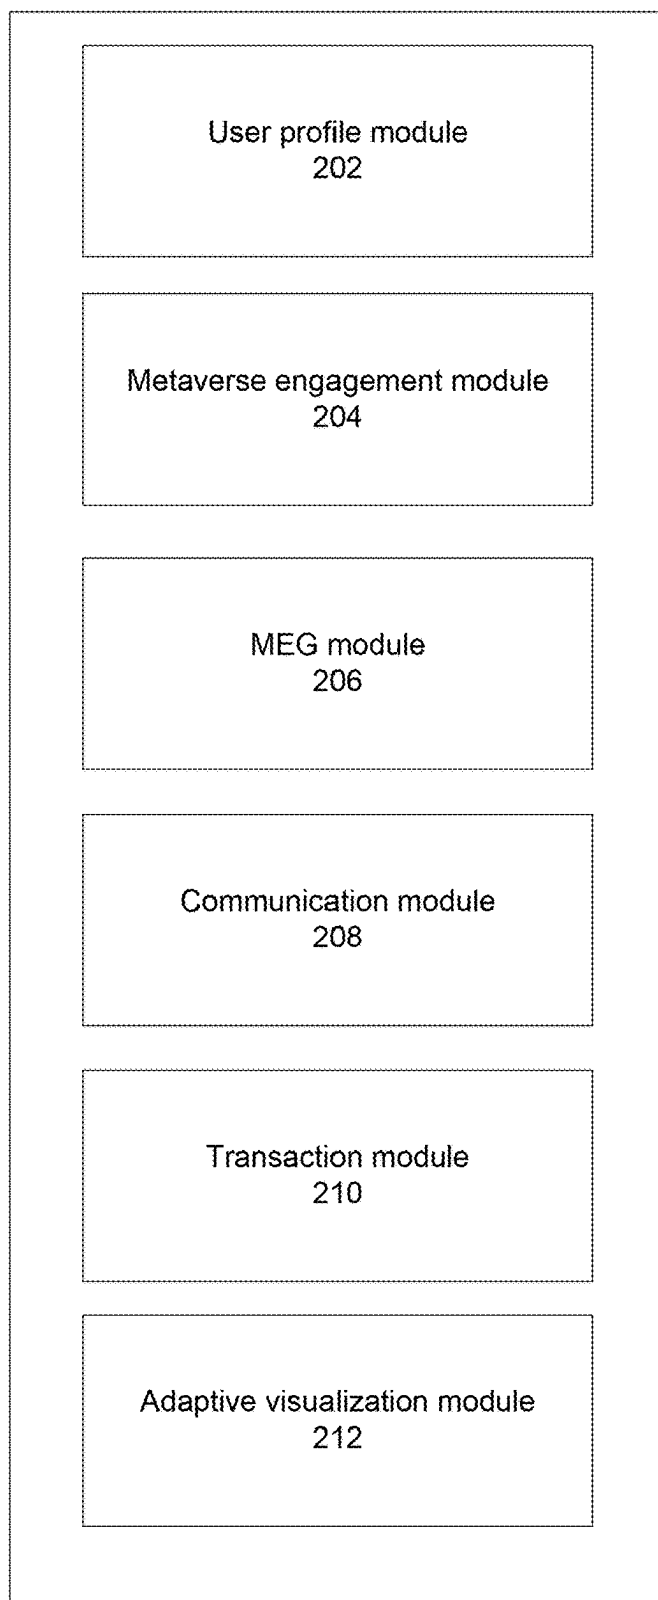 User profile module
202
Metaverse engagement module
204
MEG module
206
Communication module
208
Transaction module
210
Adaptive visualization module
212